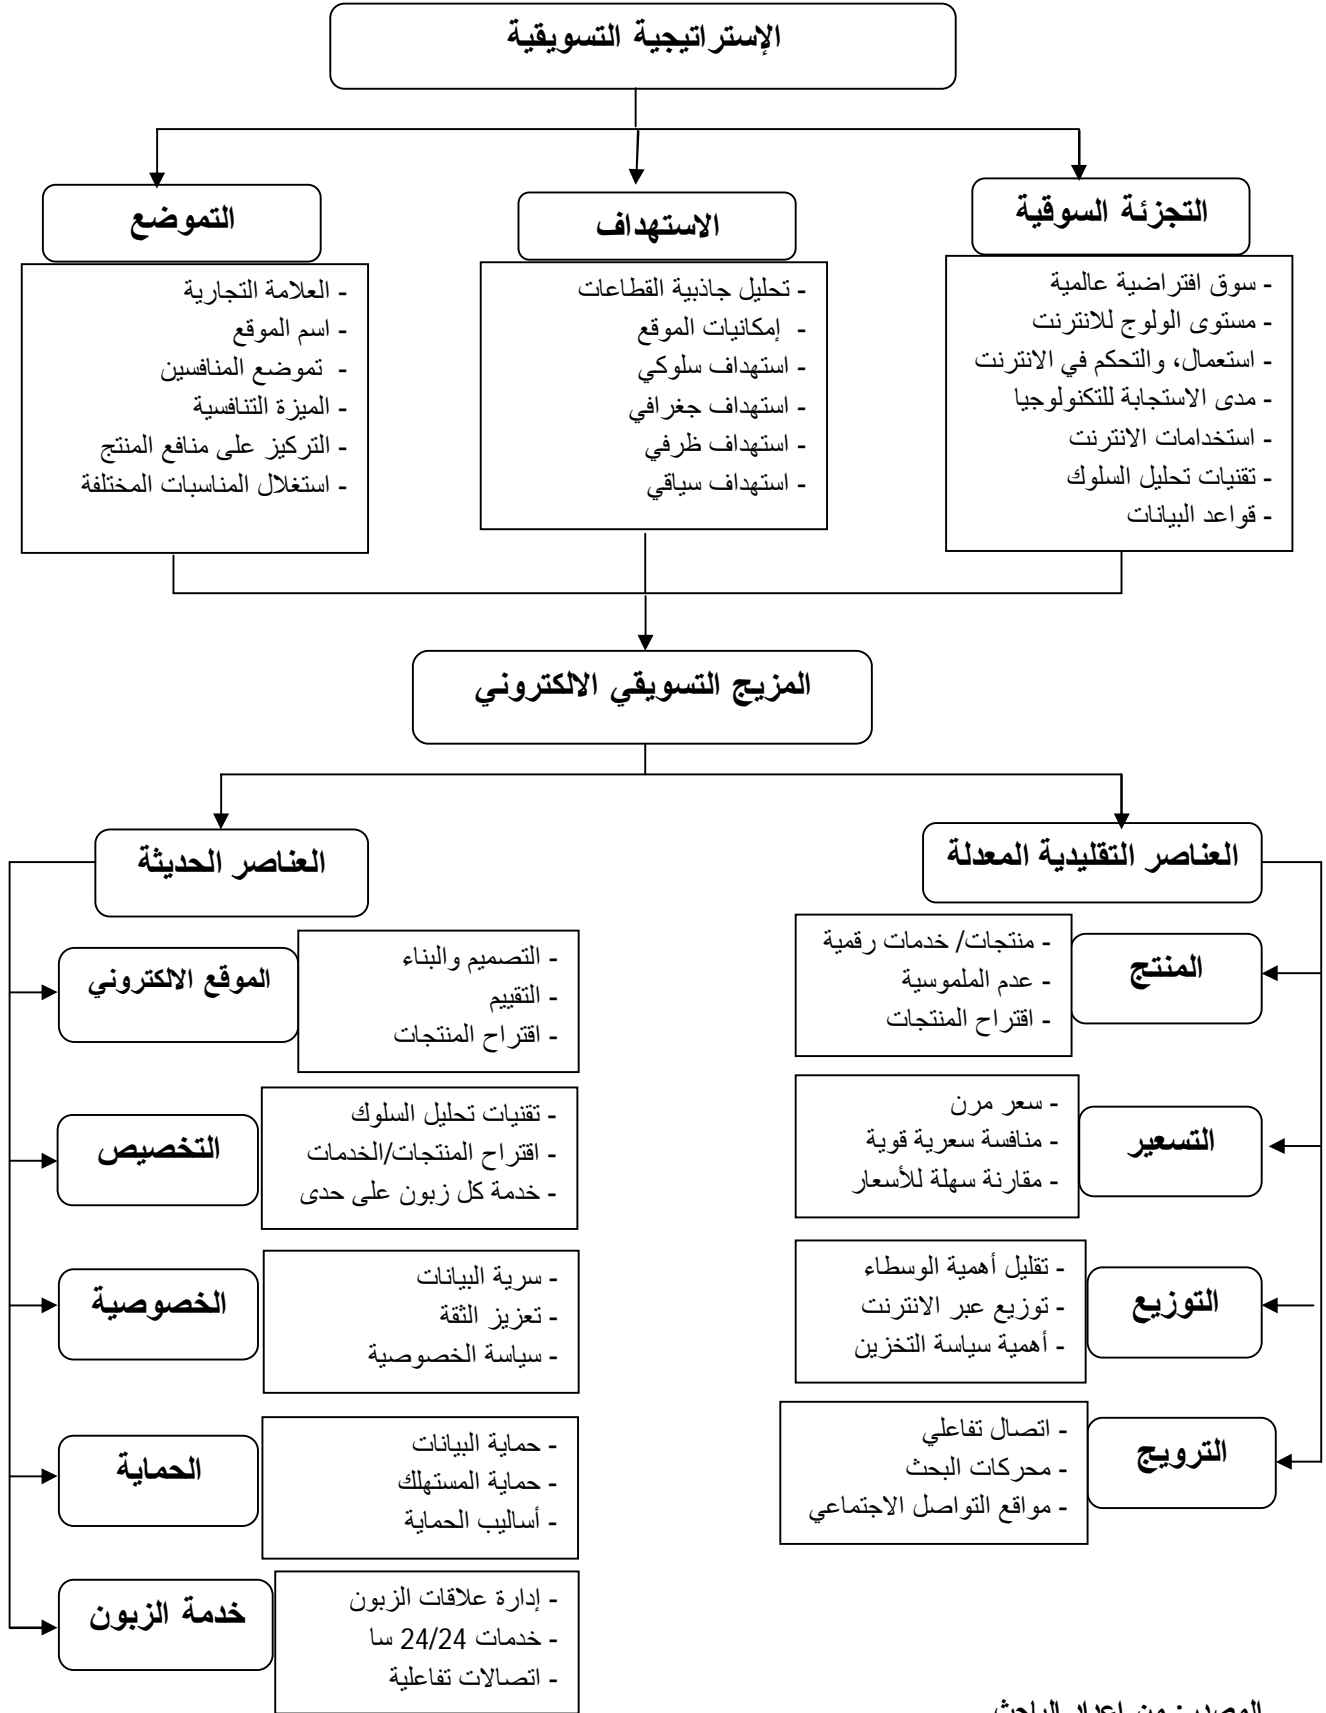 الإستراتيجية التسويقية
التجزئة السوقية
- سوق افتراضية عالمية
- مستوى الولوج للانترنت
- استعمال، والتحكم في الانترنت
- مدى الاستجابة للتكنولوجيا
- استخدامات الانترنت
- تقنيات تحليل السلوك
- قواعد البيانات
الاستهداف
- تحليل جاذبية القطاعات
- إمكانيات الموقع
- استهداف سلوكي
- استهداف جغرافي
- استهداف ظرفي
- استهداف سياقي
التموضع
- العلامة التجارية
- اسم الموقع
- تموضع المنافسين
- الميزة التنافسية
- التركيز على منافع المنتج
- استغلال المناسبات المختلفة
المزيج التسويقي الالكتروني
العناصر التقليدية المعدلة
المنتج
- منتجات/ خدمات رقمية
- عدم الملموسية
- اقتراح المنتجات
التسعير
- سعر مرن
- منافسة سعرية قوية
- مقارنة سهلة للأسعار
التوزيع
- تقليل أهمية الوسطاء
- توزيع عبر الانترنت
- أهمية سياسة التخزين
الترويج
- اتصال تفاعلي
- محركات البحث
- مواقع التواصل الاجتماعي
العناصر الحديثة
الموقع الالكتروني
- التصميم والبناء
- التقييم
- اقتراح المنتجات
التخصيص
- تقنيات تحليل السلوك
- اقتراح المنتجات/الخدمات
- خدمة كل زبون على حدى
الخصوصية
- سرية البيانات
- تعزيز الثقة
- سياسة الخصوصية
الحماية
- حماية البيانات
- حماية المستهلك
- أساليب الحماية
خدمة الزبون
- إدارة علاقات الزبون
- خدمات 24/24 سا
- اتصالات تفاعلية
المصدر: من إعداد الباحث